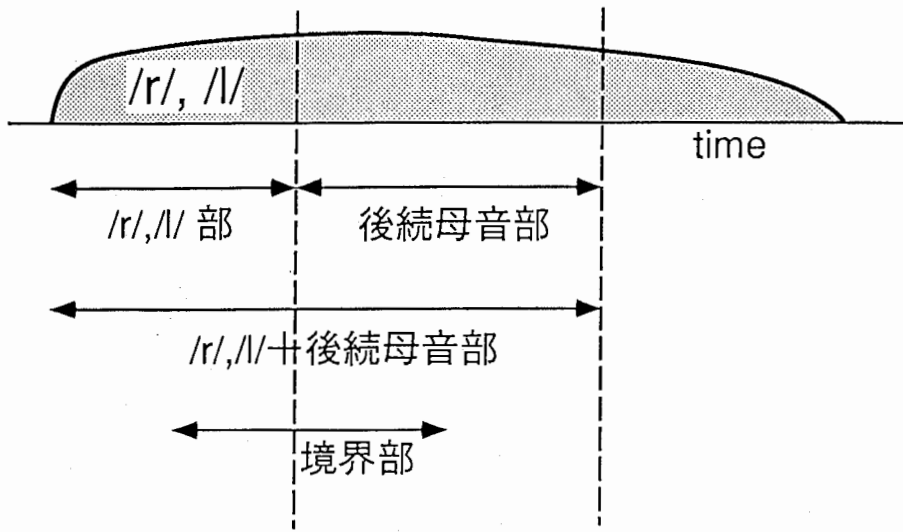 /r/, /l/
time
/r/,/l/ 部
後続母音部
/r/,/l/+後続母音部
境界部